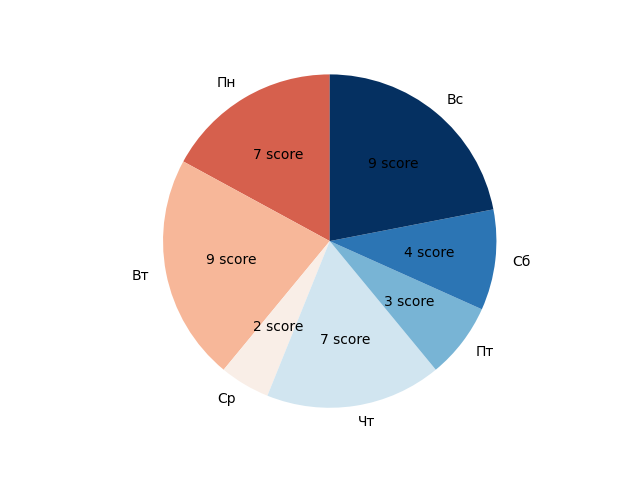 Пн
7 score
Вт
9 score
Ср
2 score
Чт
7 score
Пт
3 score
Сб
4 score
Вс
9 score